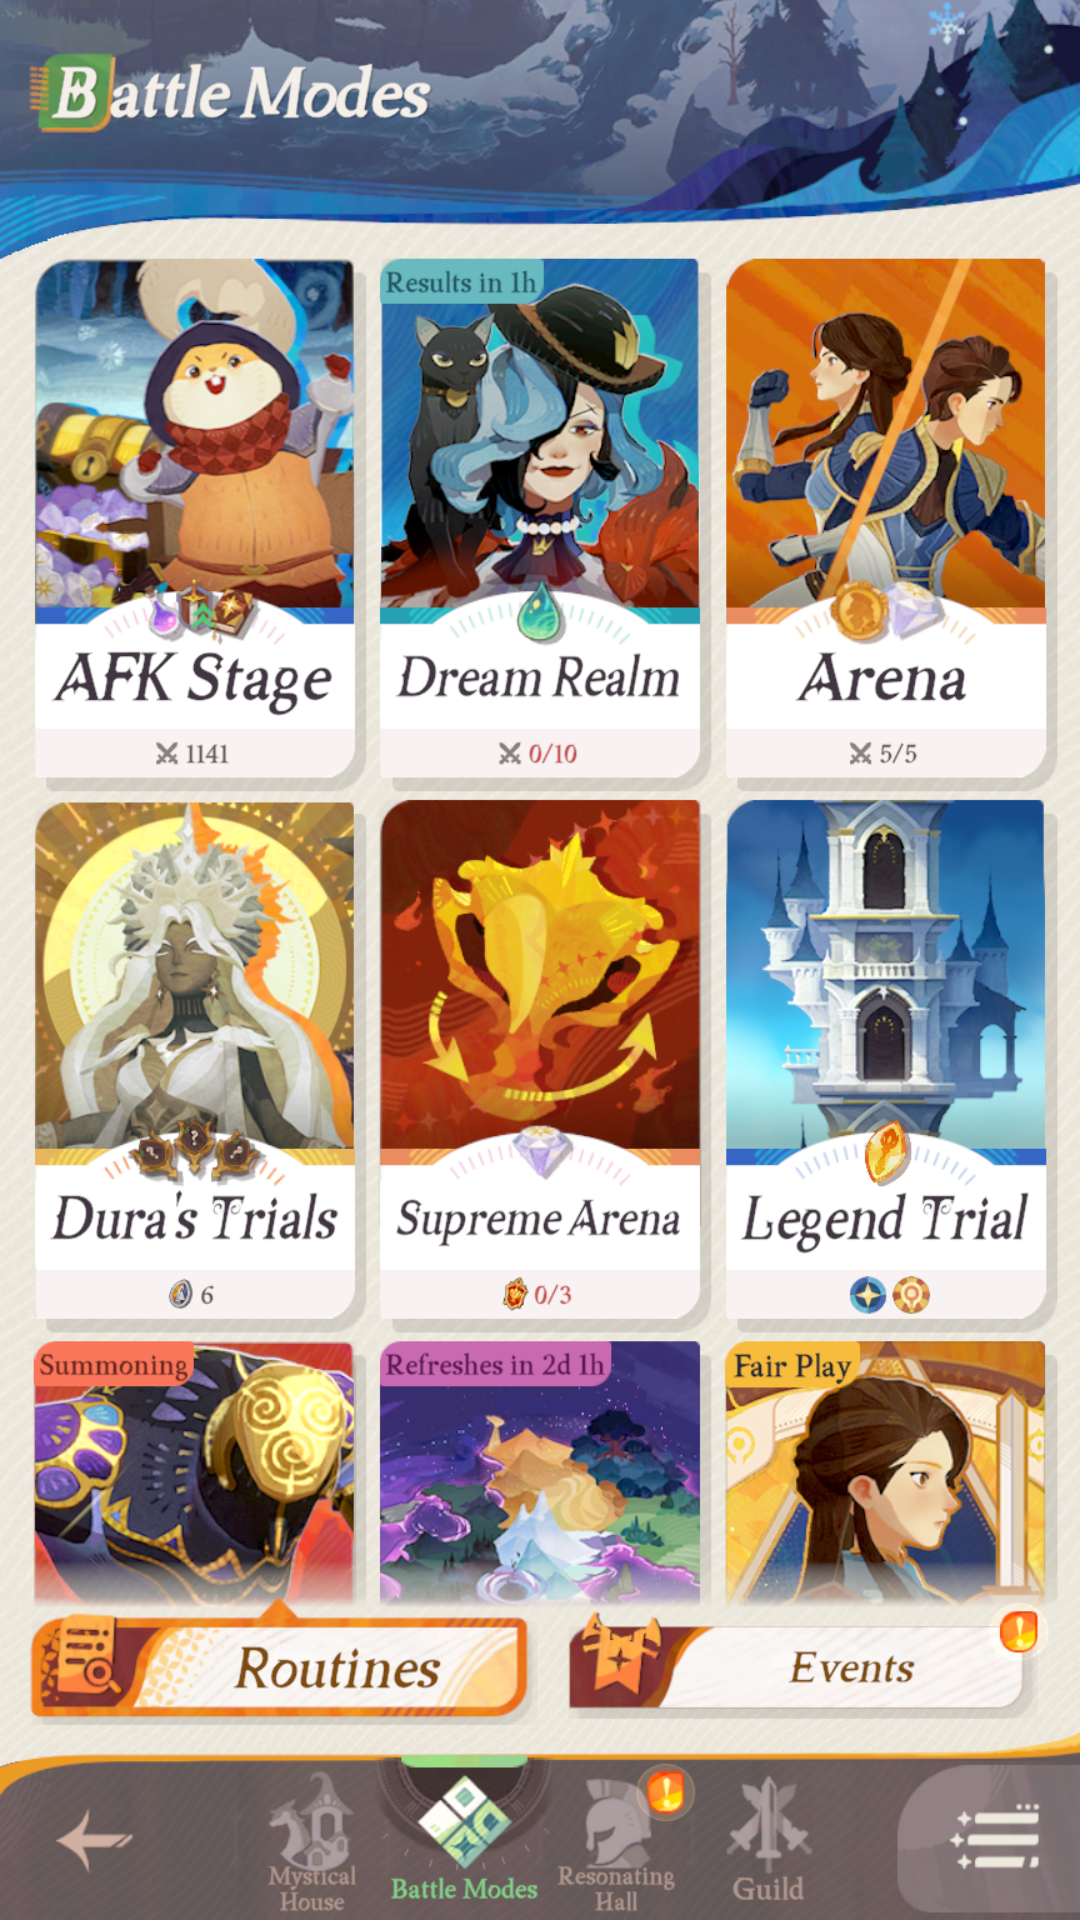 Battle Modes
Results in 1h
AFK Stage
Dream Realm
Arena
1141
0/10
5/5
Dura's Trials
Supreme Arena
Legend Trial
6
0/3
Summoning
Refreshes in 2d 1h
Fair Play
Routines
Events
Mystical
House
Battle Modes
Resonating
Hall
Guild